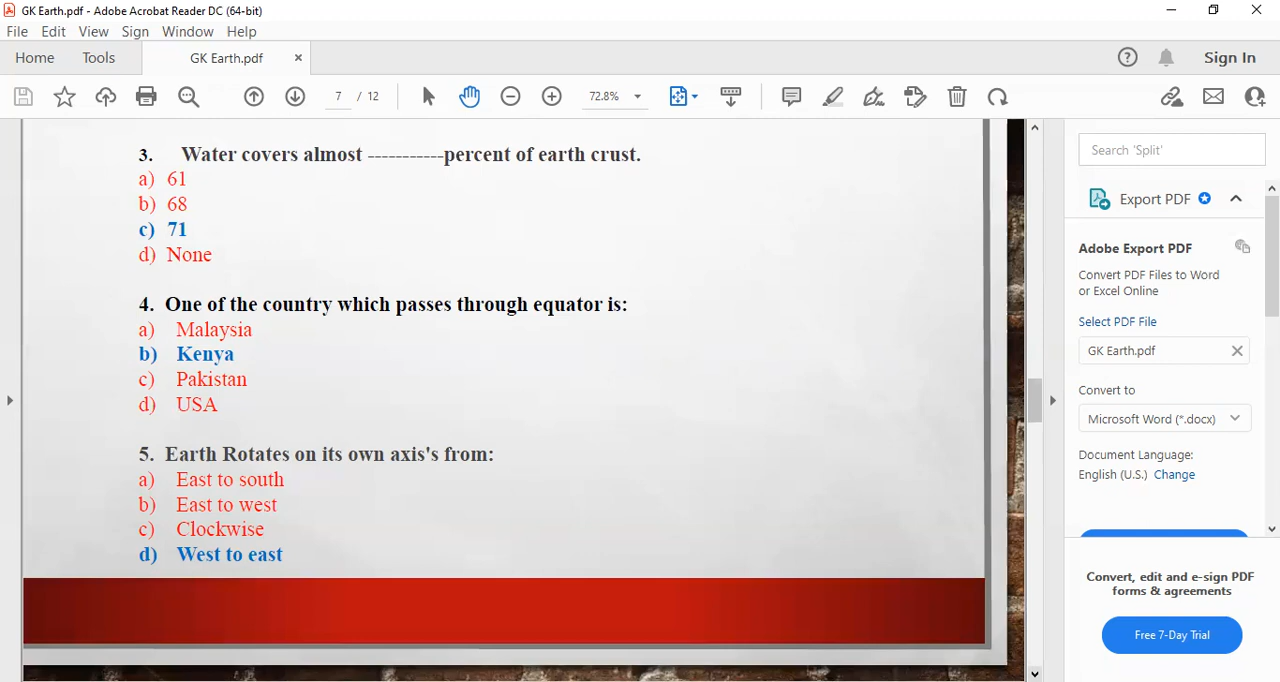 GK Earth.pdf - Adobe Acrobat Reader DC (64-bit)
File Edit View Sign Window Help
Home Tools GK Earth.pdf × Sign In
7 / 12 72.8%
3. Water covers almost -----------percent of earth crust.
a) 61
b) 68
c) 71
d) None
4. One of the country which passes through equator is:
a) Malaysia
b) Kenya
c) Pakistan
d) USA
5. Earth Rotates on its own axis's from:
a) East to south
b) East to west
c) Clockwise
d) West to east
Search 'Split'
Export PDF
Adobe Export PDF
Convert PDF Files to Word
or Excel Online
Select PDF File
GK Earth.pdf
Convert to
Microsoft Word (*.docx)
Document Language:
English (U.S.) Change
Convert, edit and e-sign PDF
forms & agreements
Free 7-Day Trial